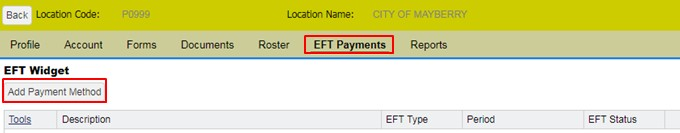 Back Location Code: P0999 Location Name: CITY OF MAYBERRY
Profile Account Forms Documents Roster EFT Payments Reports
EFT Widget
Add Payment Method
Tools Description EFT Type Period EFT Status